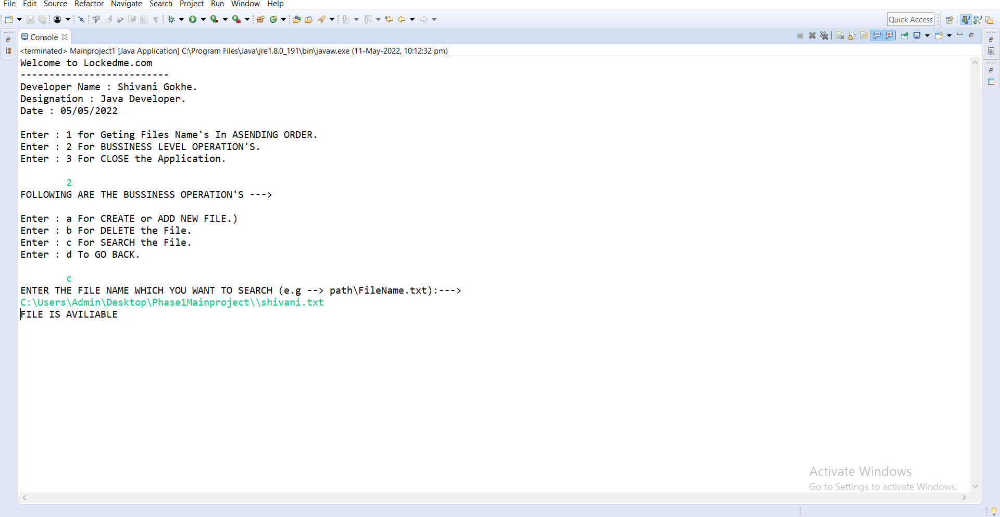 File Edit Source Refactor Navigate Search Project Run Window Help
Quick Access
Console
<terminated> Mainproject1 [Java Application] C:\Program Files\Java\jre1.8.0_191\bin\javaw.exe (11-May-2022, 10:12:32 pm)
Welcome to Lockedme.com
--------------------------
Developer Name : Shivani Gokhe.
Designation : Java Developer.
Date : 05/05/2022
Enter : 1 for Geting Files Name's In ASENDING ORDER.
Enter : 2 For BUSSINESS LEVEL OPERATION'S.
Enter : 3 For CLOSE the Application.
2
FOLLOWING ARE THE BUSSINESS OPERATION'S --->
Enter : a For CREATE or ADD NEW FILE.)
Enter : b For DELETE the File.
Enter : c For SEARCH the File.
Enter : d To GO BACK.
c
ENTER THE FILE NAME WHICH YOU WANT TO SEARCH (e.g --> path\FileName.txt):--->
C:\Users\Admin\Desktop\Phase1Mainproject\\shivani.txt
FILE IS AVILIABLE
Activate Windows
Go to Settings to activate Windows.